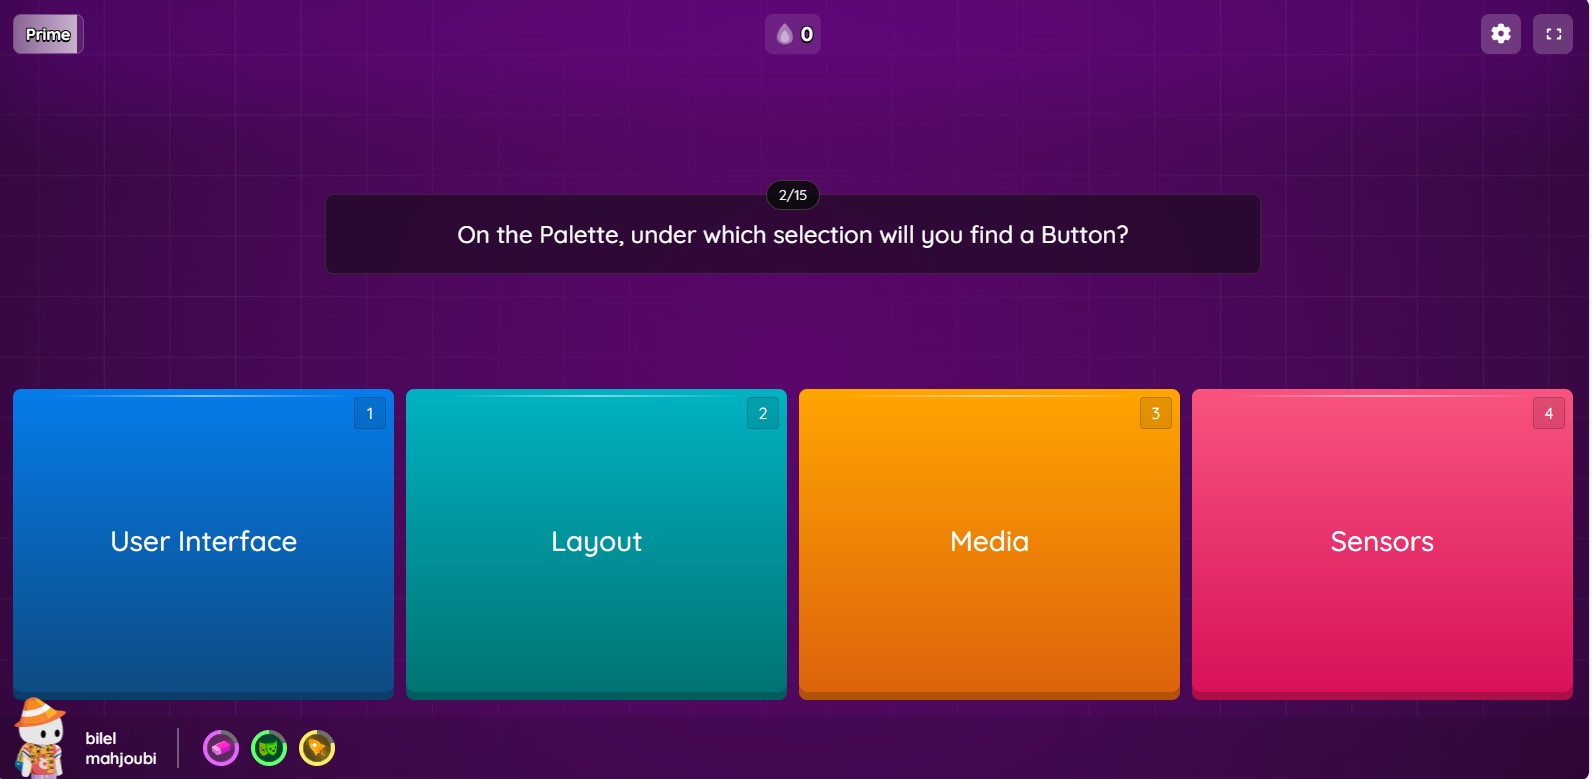 Prime
0
2/15
On the Palette, under which selection will you find a Button?
1
User Interface
2
Layout
3
Media
4
Sensors
bilel
mahjoubi